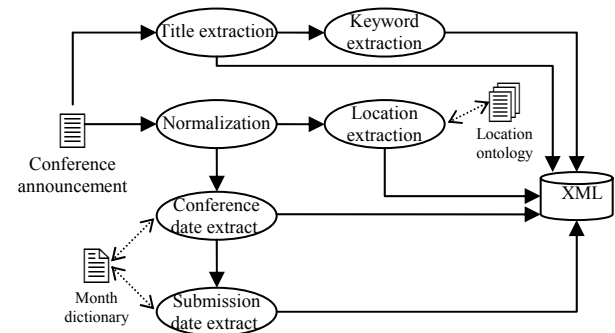 Title extraction
Keyword
extraction
Conference
announcement
Normalization
Location
extraction
Location
ontology
XML
Conference
date extract
Month
dictionary
Submission
date extract